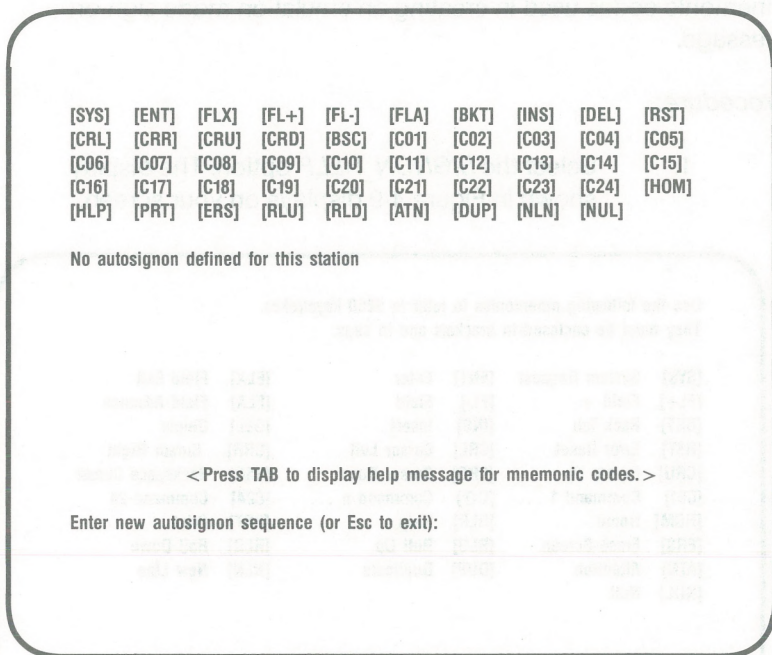 [SYS] [ENT] [FLX] [FL+] [FL-] [FLA] [BKT] [INS] [DEL] [RST]
[CRL] [CRR] [CRU] [CRD] [BSC] [C01] [C02] [C03] [C04] [C05]
[C06] [C07] [C08] [C09] [C10] [C11] [C12] [C13] [C14] [C15]
[C16] [C17] [C18] [C19] [C20] [C21] [C22] [C23] [C24] [HOM]
[HLP] [PRT] [ERS] [RLU] [RLD] [ATN] [DUP] [NLN] [NUL]
No autosignon defined for this station
<Press TAB to display help message for mnemonic codes.>
Enter new autosignon sequence (or Esc to exit):